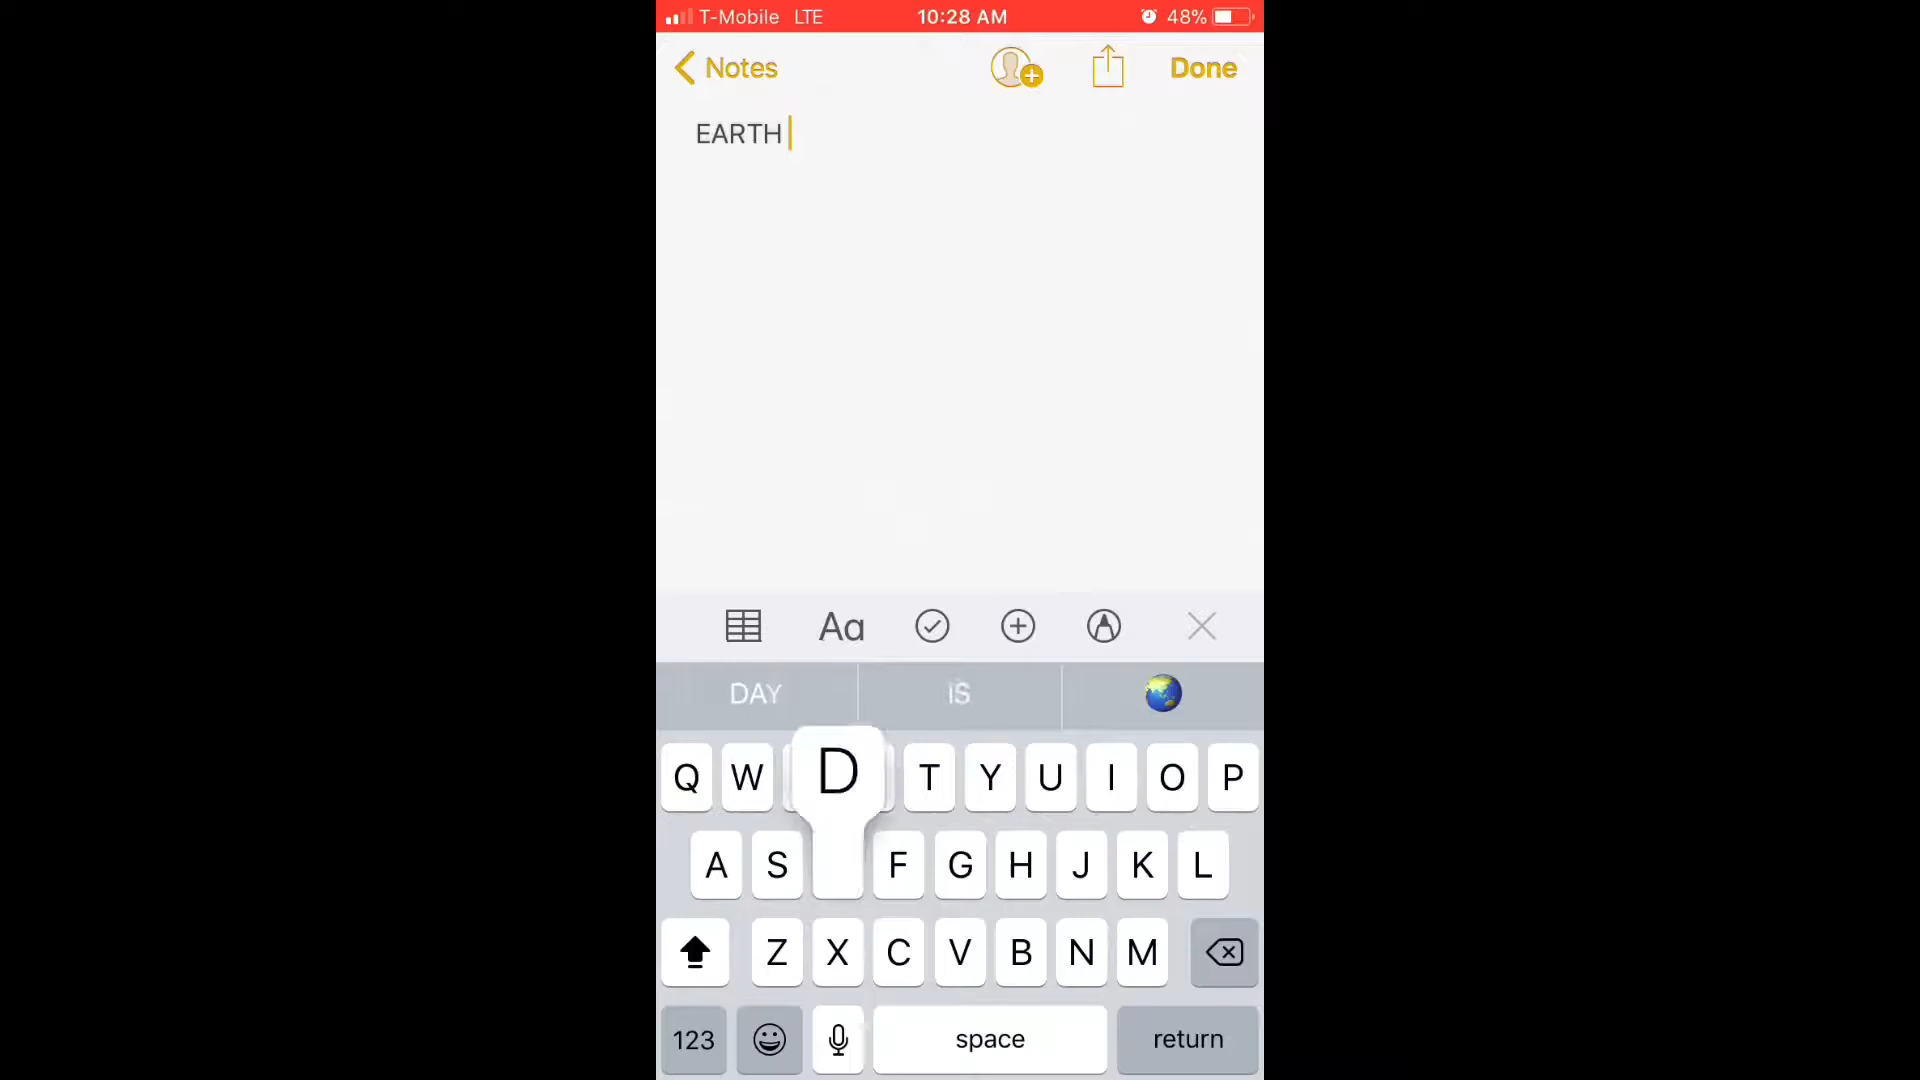 T-Mobile LTE 10:28 AM 48%
Notes Done
EARTH
Aa
DAY IS
Q W D T Y U I O P
A S F G H J K L
Z X C V B N M
123 space return